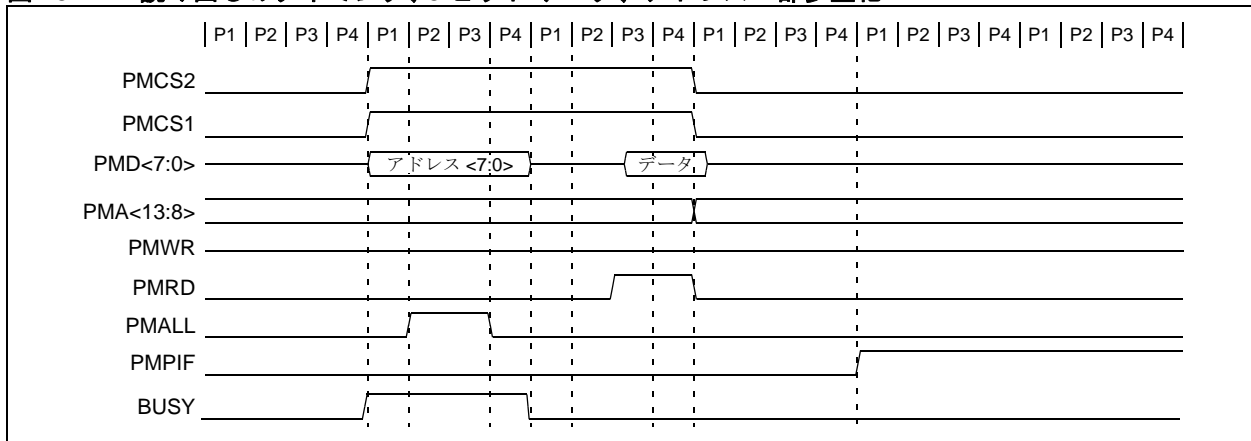 P1 P2 P3 P4 P1 P2 P3 P4 P1 P2 P3 P4 P1 P2 P3 P4 P1 P2 P3 P4 P1 P2 P3 P4
PMCS2
PMCS1
PMD<7:0> アドレス <7:0> データ
PMA<13:8>
PMWR
PMRD
PMALL
PMPIF
BUSY